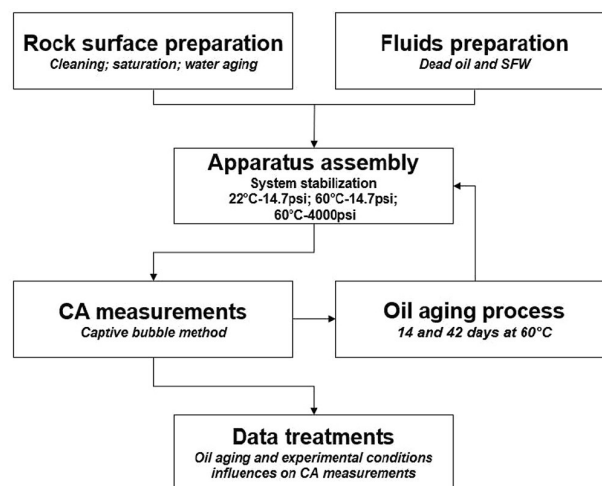 Rock surface preparation
Cleaning; saturation; water aging
Fluids preparation
Dead oil and SFW
Apparatus assembly
System stabilization
22°C-14.7psi; 60°C-14.7psi;
60°C-4000psi
CA measurements
Captive bubble method
Oil aging process
14 and 42 days at 60°C
Data treatments
Oil aging and experimental conditions
influences on CA measurements